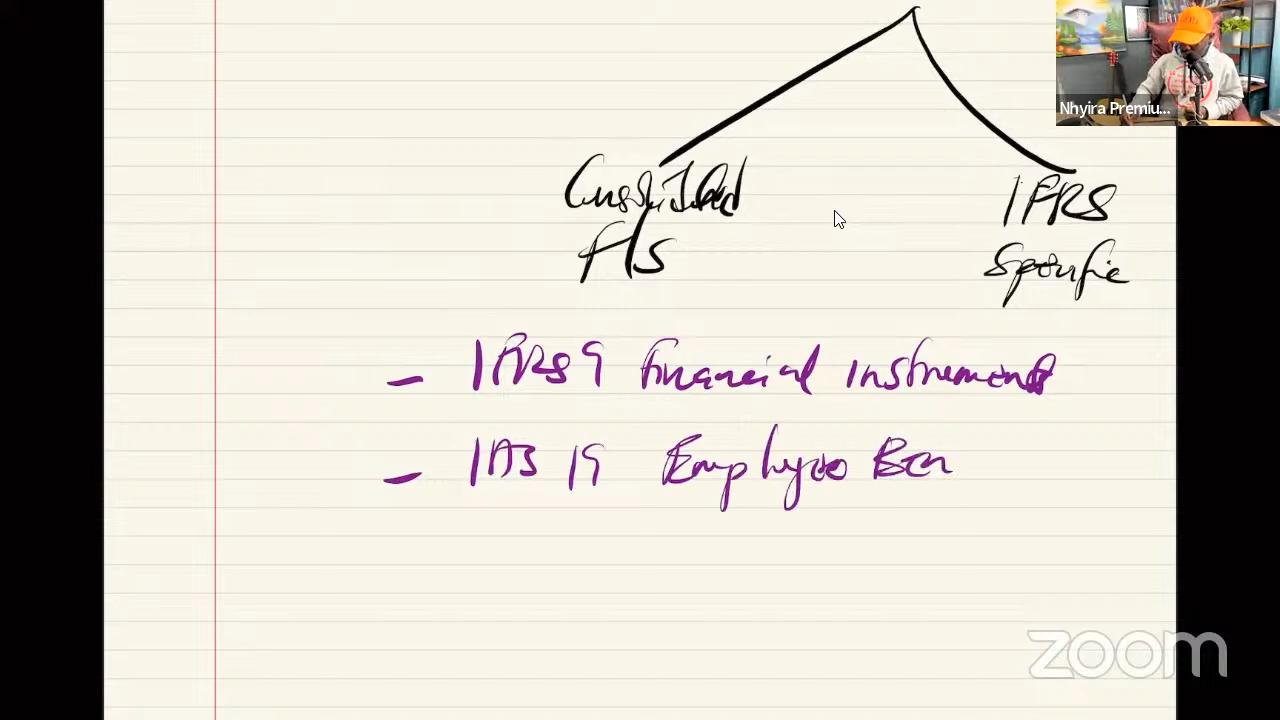 Nhyira Premiu...
Consolidated
F/S
IFRS
Specific
- IFRS 9 Financial Instruments
- IAS 19 Employee Ben
zoom